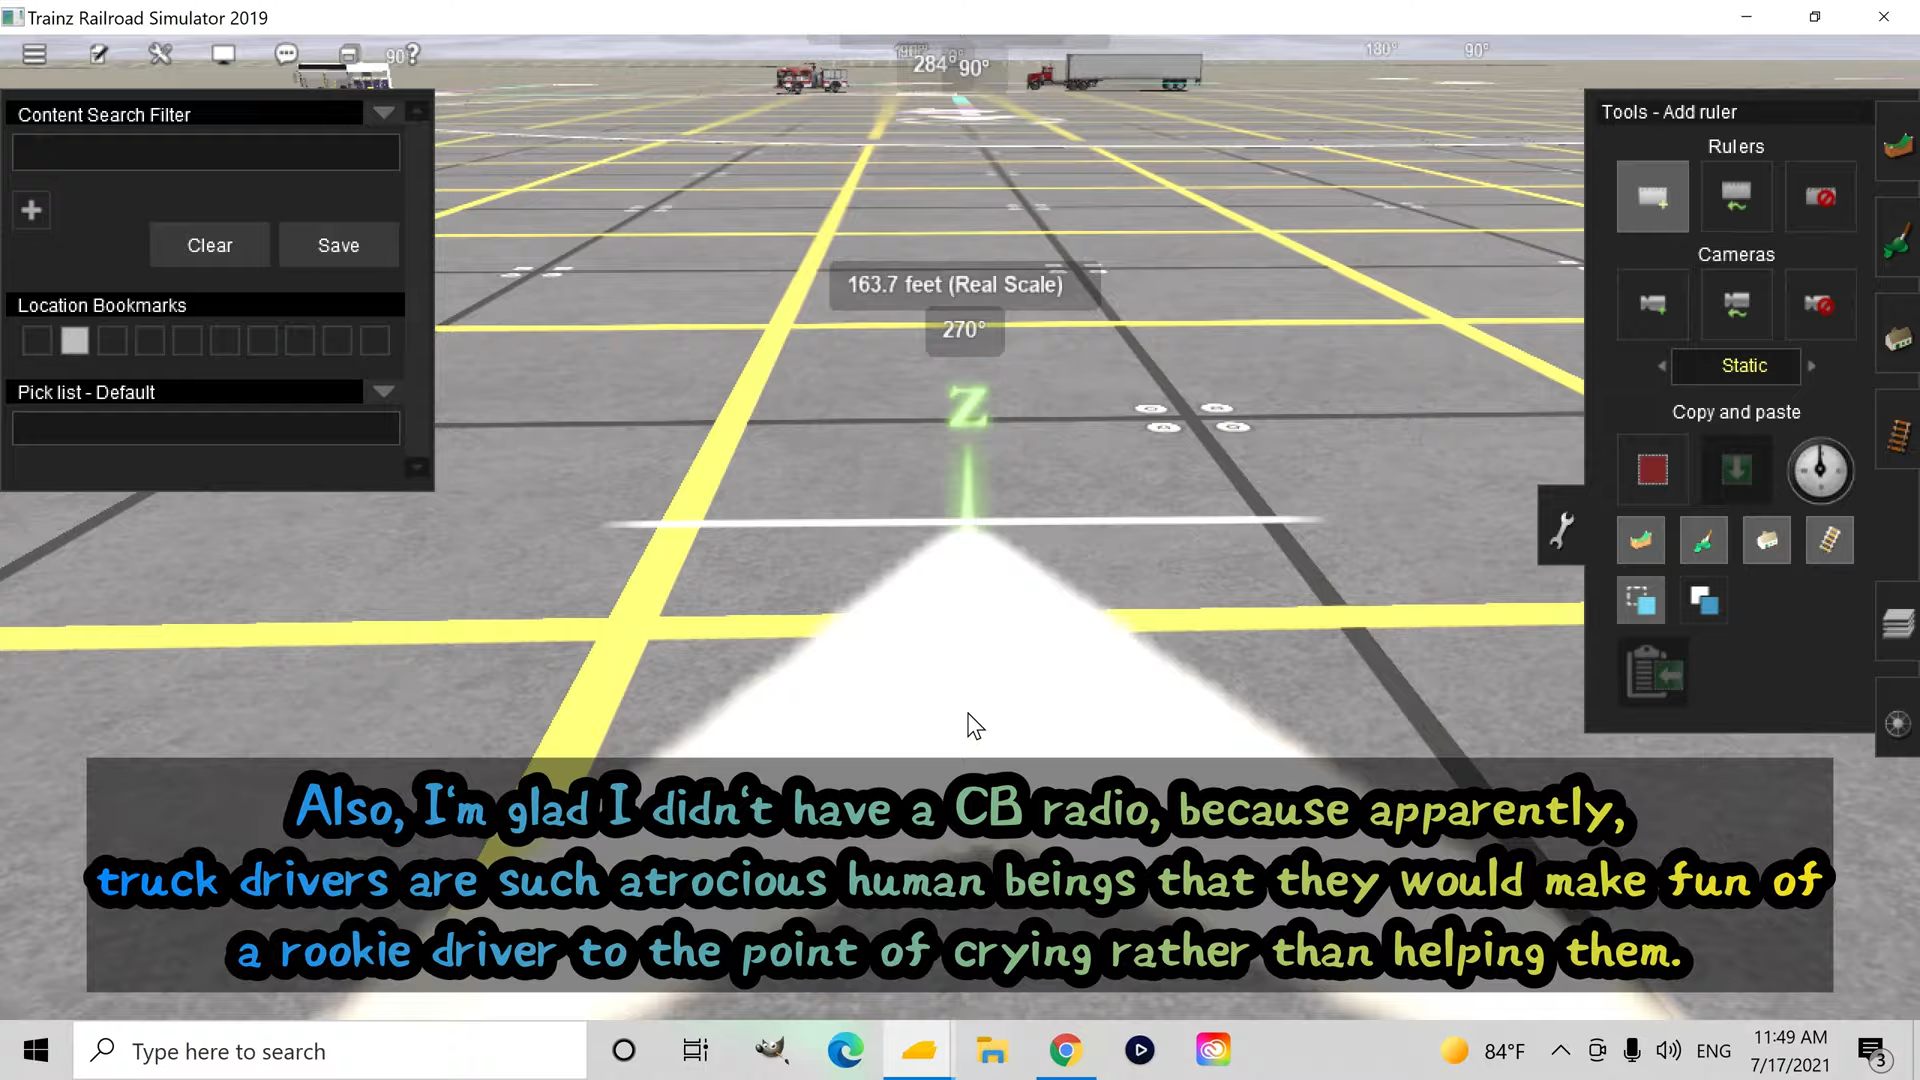 Trainz Railroad Simulator 2019
90°
284°
90°
180°
90°
Content Search Filter
Clear
Save
Location Bookmarks
Pick list - Default
163.7 feet (Real Scale)
270°
Z
Tools - Add ruler
Rulers
Cameras
Static
Copy and paste
Also, I'm glad I didn't have a CB radio, because apparently,
truck drivers are such atrocious human beings that they would make fun of
a rookie driver to the point of crying rather than helping them.
Type here to search
84°F
ENG
11:49 AM
7/17/2021
3